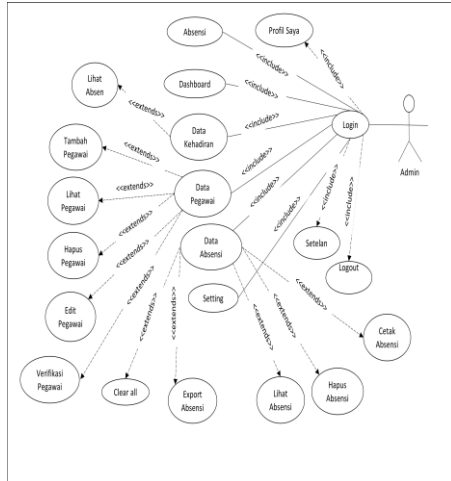 Absensi
Profil Saya
<<include>>
<<include>>
Lihat
Absen
Dashboard
<<include>>
<<extends>>
Data
Kehadiran
<<include>>
Login
Admin
Tambah
Pegawai
<<extends>>
<<include>>
Lihat
Pegawai
<<extends>>
Data
Pegawai
<<include>>
<<include>>
<<include>>
<<include>>
Hapus
Pegawai
<<extends>>
Data
Absensi
Setelan
Logout
Edit
Pegawai
<<extends>>
<<extends>>
<<extends>>
<<extends>>
Setting
<<extends>>
<<extends>>
<<extends>>
Cetak
Absensi
Verifikasi
Pegawai
Clear all
Export
Absensi
Lihat
Absensi
Hapus
Absensi